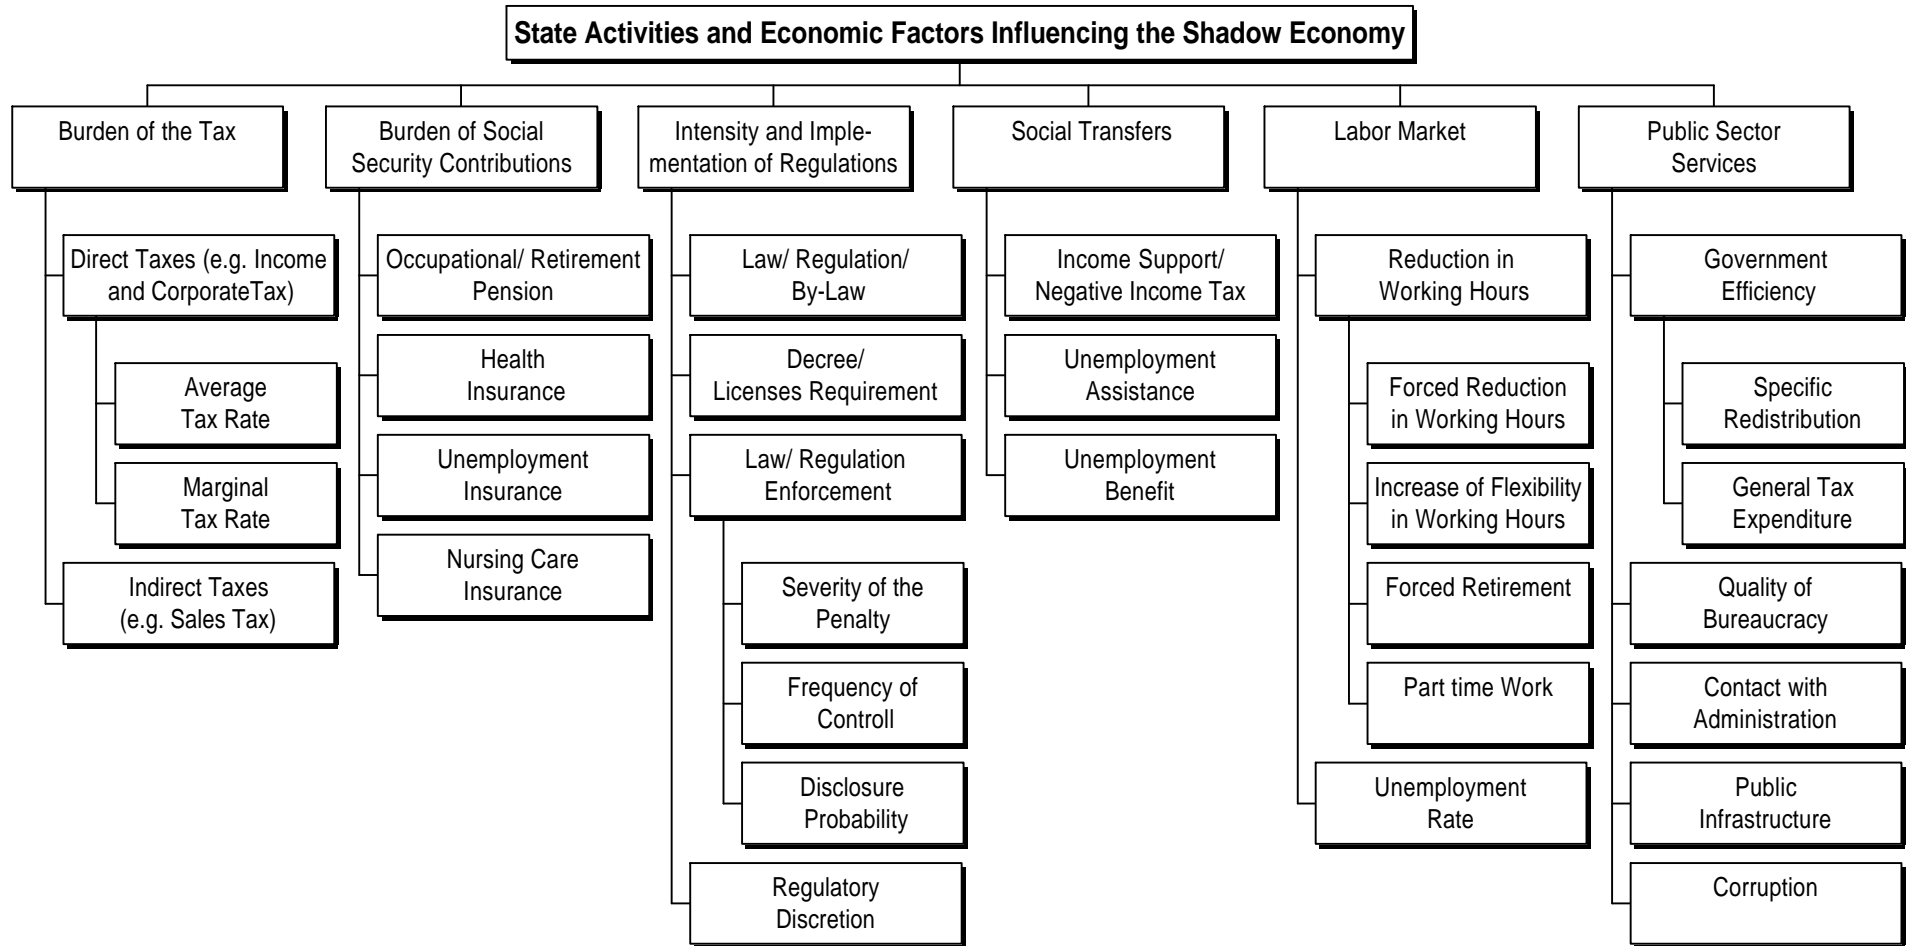 State Activities and Economic Factors Influencing the Shadow Economy
Burden of the Tax
Burden of Social
Security Contributions
Intensity and Imple-
mentation of Regulations
Social Transfers
Labor Market
Public Sector
Services
Direct Taxes (e.g. Income
and CorporateTax)
Average
Tax Rate
Marginal
Tax Rate
Indirect Taxes
(e.g. Sales Tax)
Occupational/ Retirement
Pension
Health
Insurance
Unemployment
Insurance
Nursing Care
Insurance
Law/ Regulation/
By-Law
Decree/
Licenses Requirement
Law/ Regulation
Enforcement
Severity of the
Penalty
Frequency of
Controll
Disclosure
Probability
Regulatory
Discretion
Income Support/
Negative Income Tax
Unemployment
Assistance
Unemployment
Benefit
Reduction in
Working Hours
Forced Reduction
in Working Hours
Increase of Flexibility
in Working Hours
Forced Retirement
Part time Work
Unemployment
Rate
Government
Efficiency
Specific
Redistribution
General Tax
Expenditure
Quality of
Bureaucracy
Contact with
Administration
Public
Infrastructure
Corruption